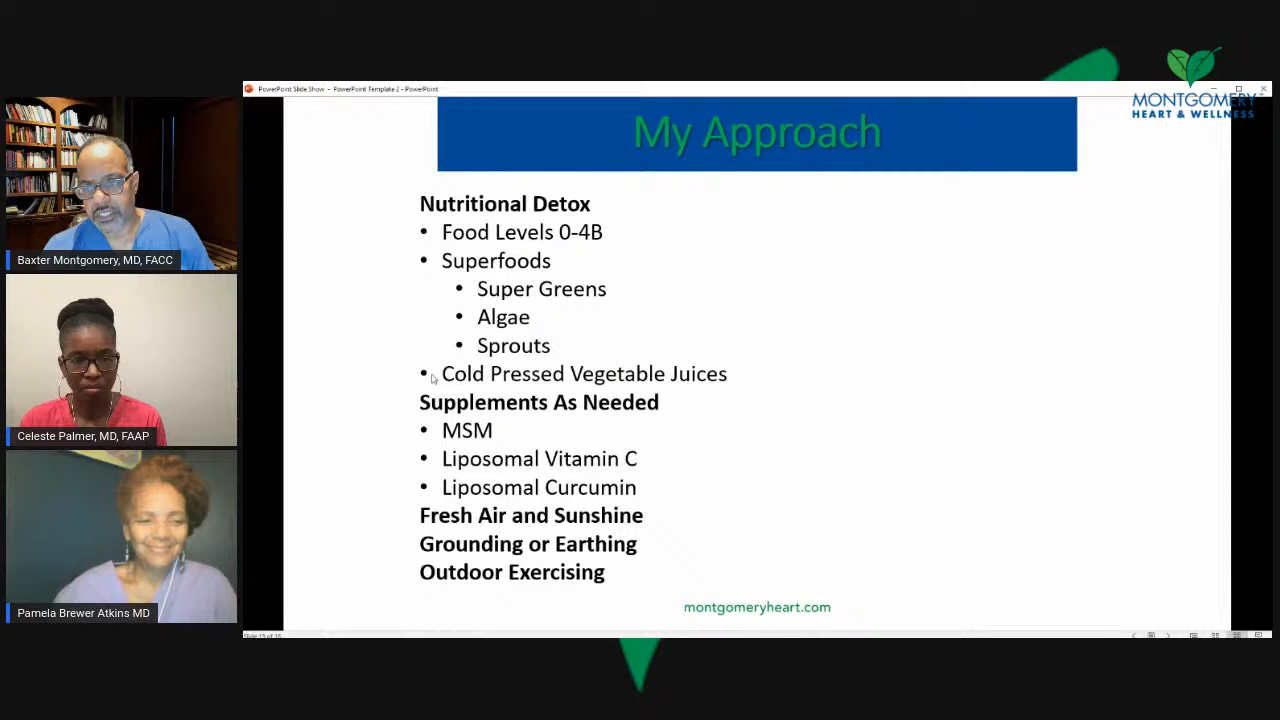 PowerPoint Slide Show - PowerPoint Template 2 - PowerPoint
MONTGOMERY
HEART & WELLNESS
My Approach
Nutritional Detox
• Food Levels 0-4B
• Superfoods
• Super Greens
• Algae
• Sprouts
• Cold Pressed Vegetable Juices
Supplements As Needed
• MSM
• Liposomal Vitamin C
• Liposomal Curcumin
Fresh Air and Sunshine
Grounding or Earthing
Outdoor Exercising
montgomeryheart.com
Baxter Montgomery, MD, FACC
Celeste Palmer, MD, FAAP
Pamela Brewer Atkins MD